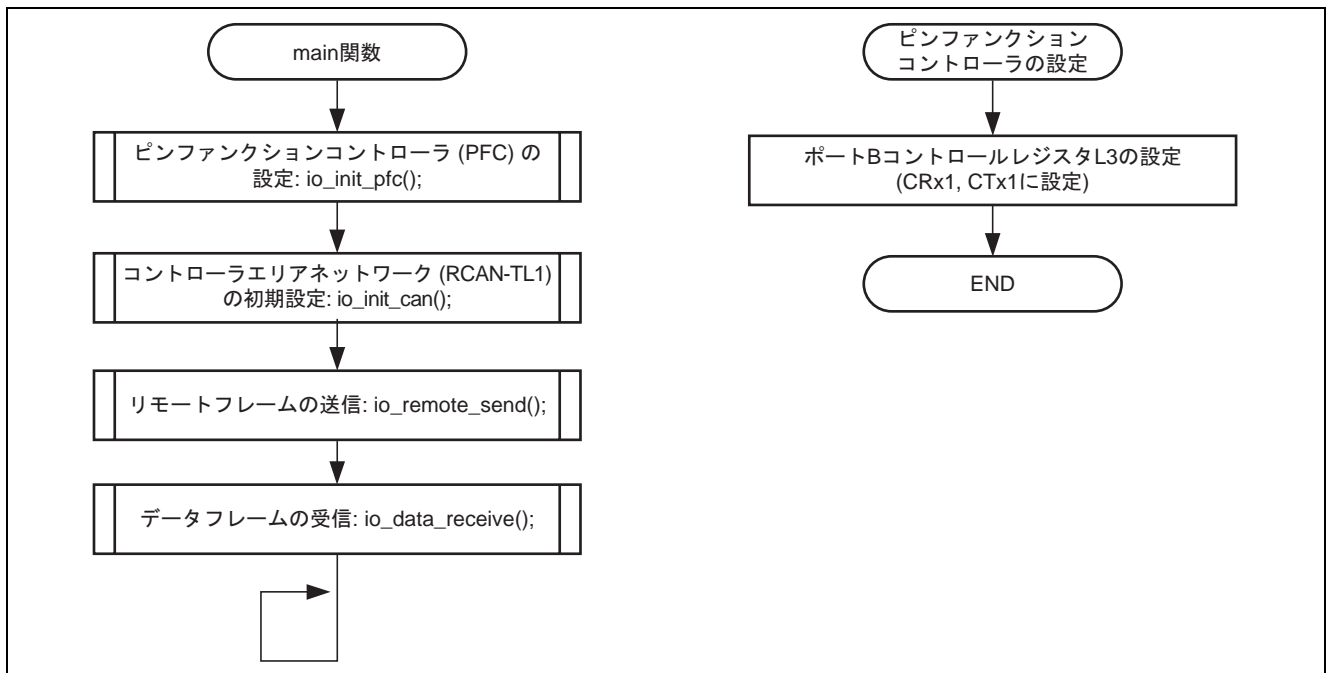 main関数
ピンファンクションコントローラ (PFC) の
設定: io_init_pfc();
コントローラエリアネットワーク (RCAN-TL1)
の初期設定: io_init_can();
リモートフレームの送信: io_remote_send();
データフレームの受信: io_data_receive();
ピンファンクション
コントローラの設定
ポートBコントロールレジスタL3の設定
(CRx1, CTx1に設定)
END